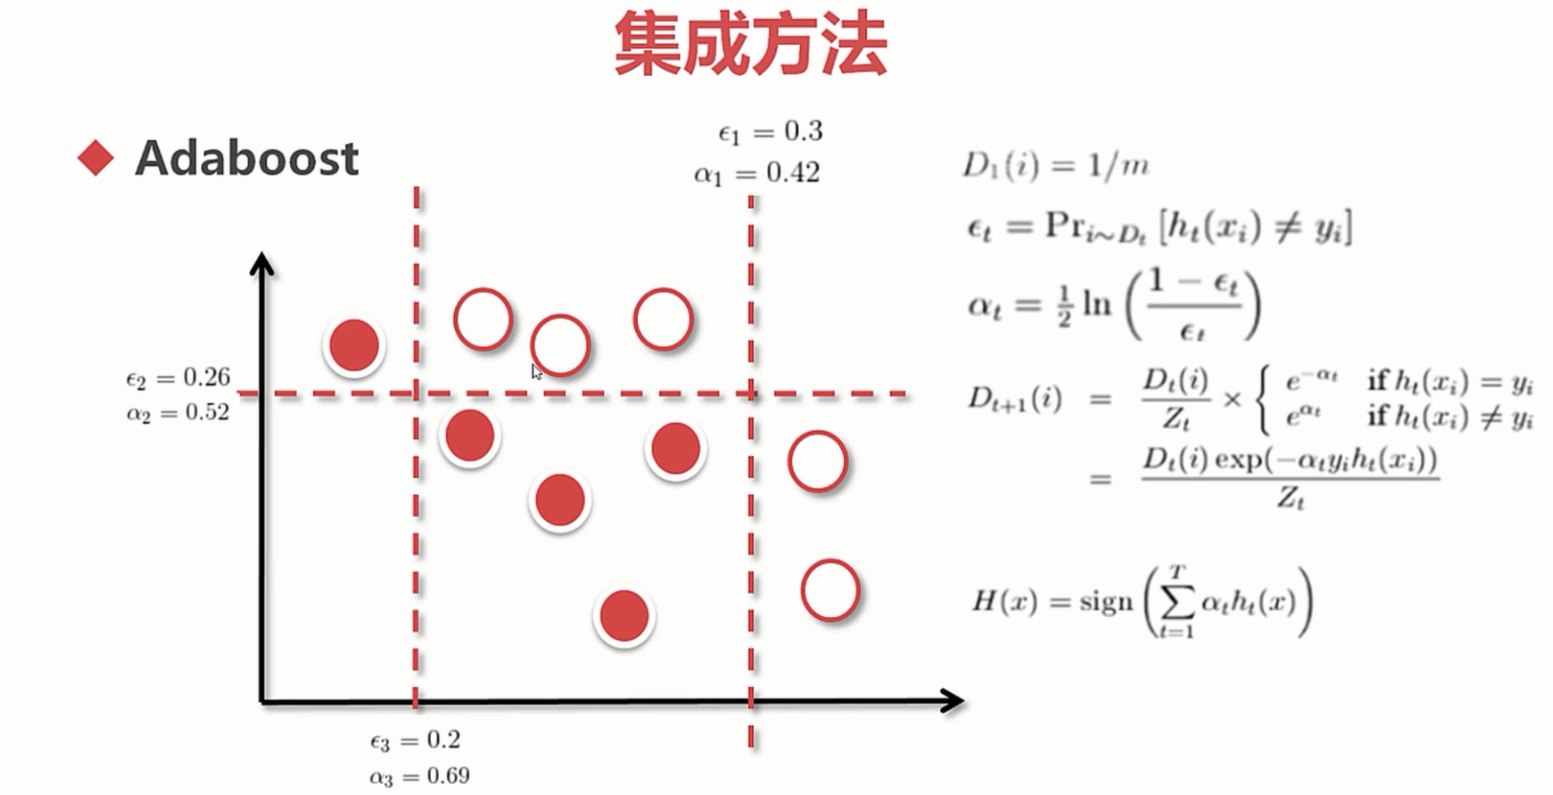 集成方法
Adaboost
ϵ₁ = 0.3
α₁ = 0.42
ϵ₂ = 0.26
α₂ = 0.52
ϵ₃ = 0.2
α₃ = 0.69
D₁(i) = 1/m
ϵₜ = Pr_{i∼Dₜ} [hₜ(xᵢ) ≠ yᵢ]
αₜ = ½ ln ((1 − ϵₜ)/ϵₜ)
Dₜ₊₁(i) = Dₜ(i)/Zₜ × { e^{−αₜ} if hₜ(xᵢ) = yᵢ
e^{αₜ} if hₜ(xᵢ) ≠ yᵢ
= Dₜ(i) exp(−αₜyᵢhₜ(xᵢ))/Zₜ
H(x) = sign (∑_{t=1}^{T} αₜhₜ(x))